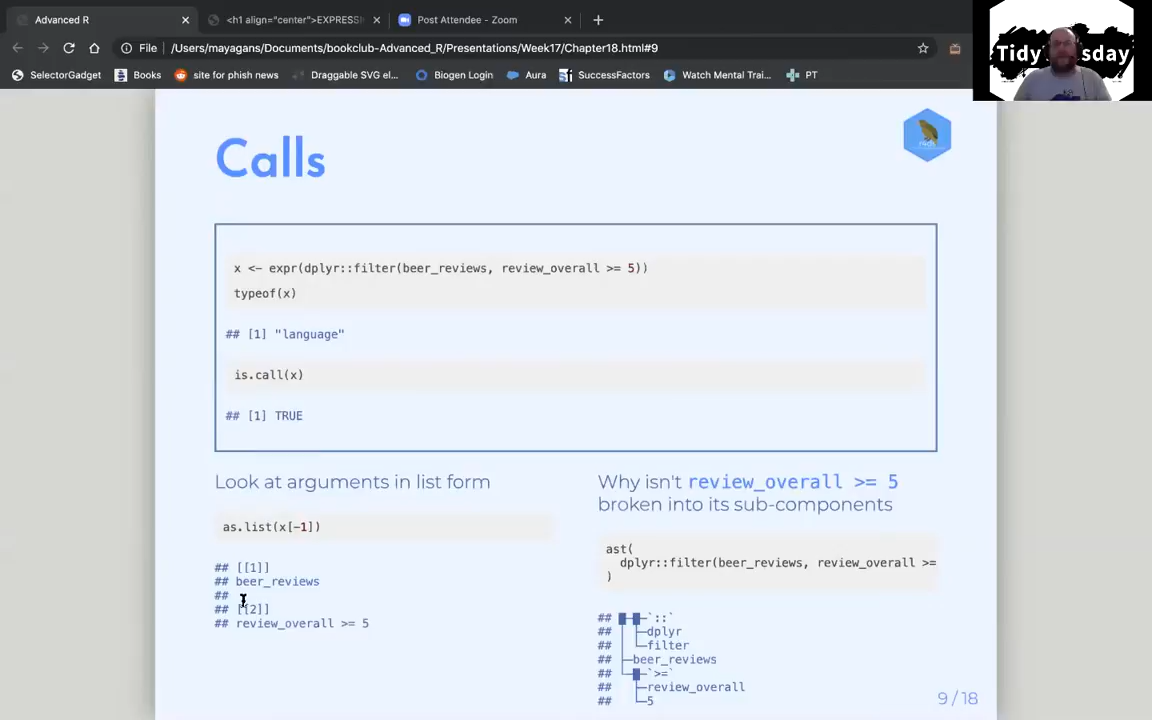 Advanced R
<h1 align="center">EXPRESSI
Post Attendee - Zoom
File
/Users/mayagans/Documents/bookclub-Advanced_R/Presentations/Week17/Chapter18.html#9
SelectorGadget
Books
site for phish news
Draggable SVG el...
Biogen Login
Aura
SuccessFactors
Watch Mental Trai...
PT
Calls
x <- expr(dplyr::filter(beer_reviews, review_overall >= 5))
typeof(x)
## [1] "language"
is.call(x)
## [1] TRUE
Look at arguments in list form
as.list(x[-1])
## [[1]]
## beer_reviews
##
## [[2]]
## review_overall >= 5
Why isn't review_overall >= 5
broken into its sub-components
ast(
dplyr::filter(beer_reviews, review_overall >=
)
## █─█─`::`
## │ ├─dplyr
## │ └─filter
## ├─beer_reviews
## └─█─`>=`
## ├─review_overall
## └─5
9 / 18